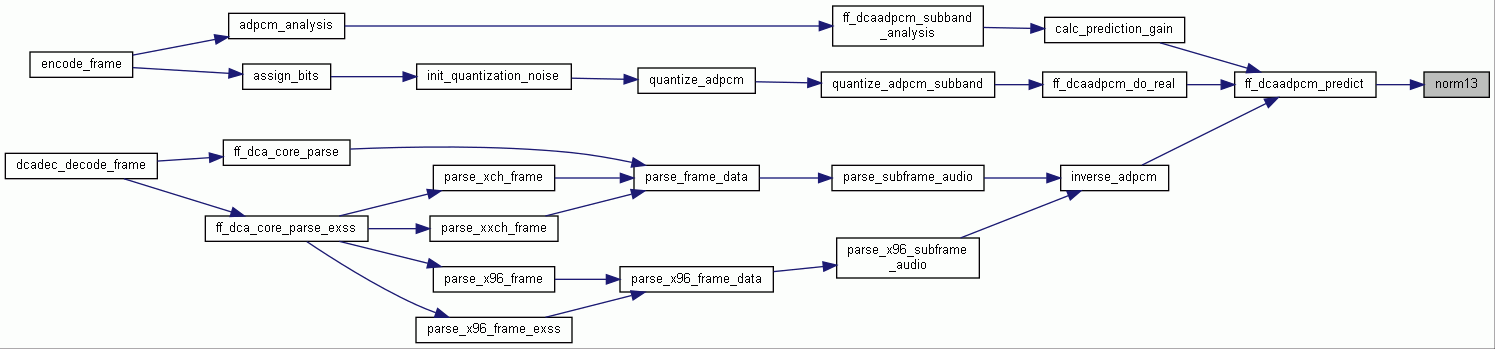 ff_dcaadpcm_subband
_analysis
adpcm_analysis
calc_prediction_gain
encode_frame
assign_bits
init_quantization_noise
quantize_adpcm
quantize_adpcm_subband
ff_dcaadpcm_do_real
ff_dcaadpcm_predict
norm13
ff_dca_core_parse
dcadec_decode_frame
parse_xch_frame
parse_frame_data
parse_subframe_audio
inverse_adpcm
ff_dca_core_parse_exss
parse_xxch_frame
parse_x96_subframe
_audio
parse_x96_frame
parse_x96_frame_data
parse_x96_frame_exss